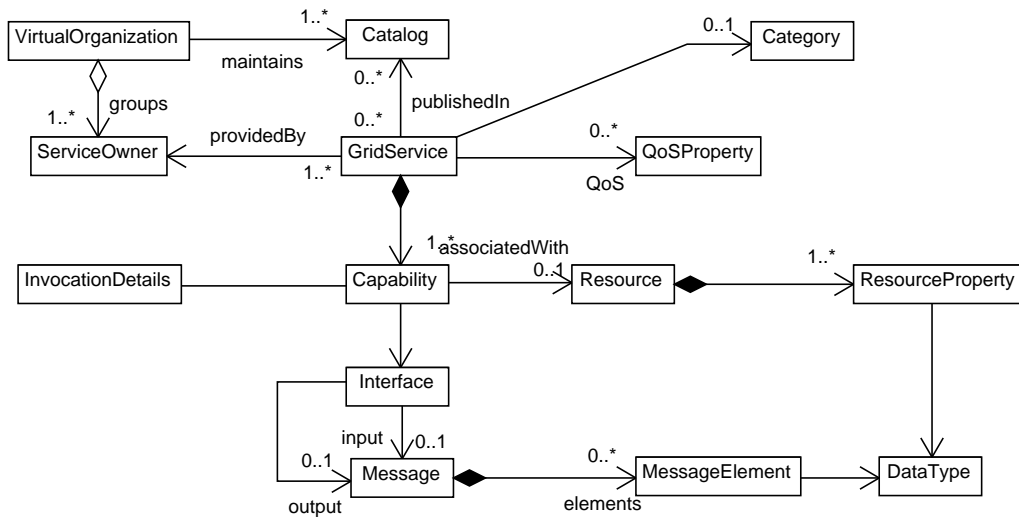 1..*
0..1
VirtualOrganization
Catalog
Category
maintains
0..*
groups
publishedIn
1..*
0..*
0..*
providedBy
ServiceOwner
GridService
QoSProperty
1..*
QoS
1..*
associatedWith
0..1
1..*
InvocationDetails
Capability
Resource
ResourceProperty
Interface
input
0..1
0..1
0..*
Message
MessageElement
DataType
output
elements